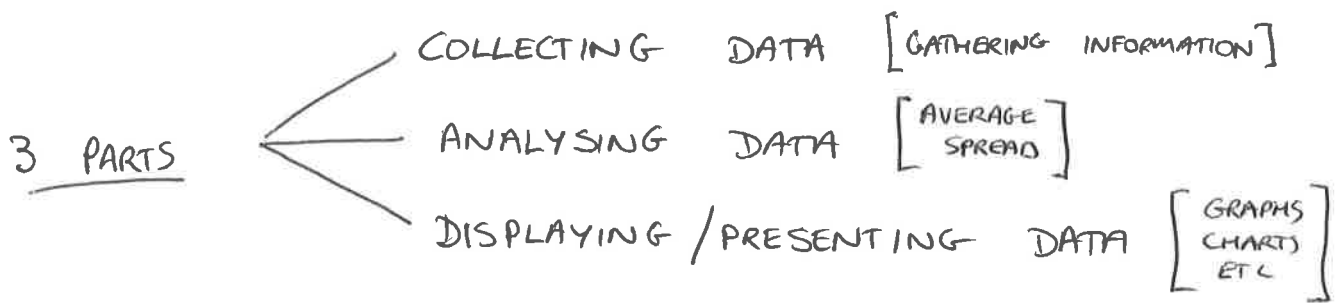 COLLECTING DATA [GATHERING INFORMATION]
3 PARTS
ANALYSING DATA [AVERAGE
SPREAD]
DISPLAYING/PRESENTING DATA [GRAPHS
CHARTS
ETC]